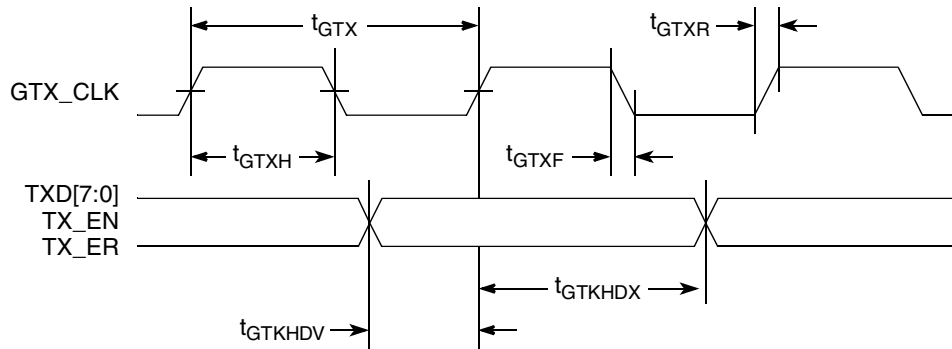 tGTX
tGTXR
GTX_CLK
tGTXH
tGTXF
TXD[7:0]
TX_EN
TX_ER
tGTKHDX
tGTKHDV